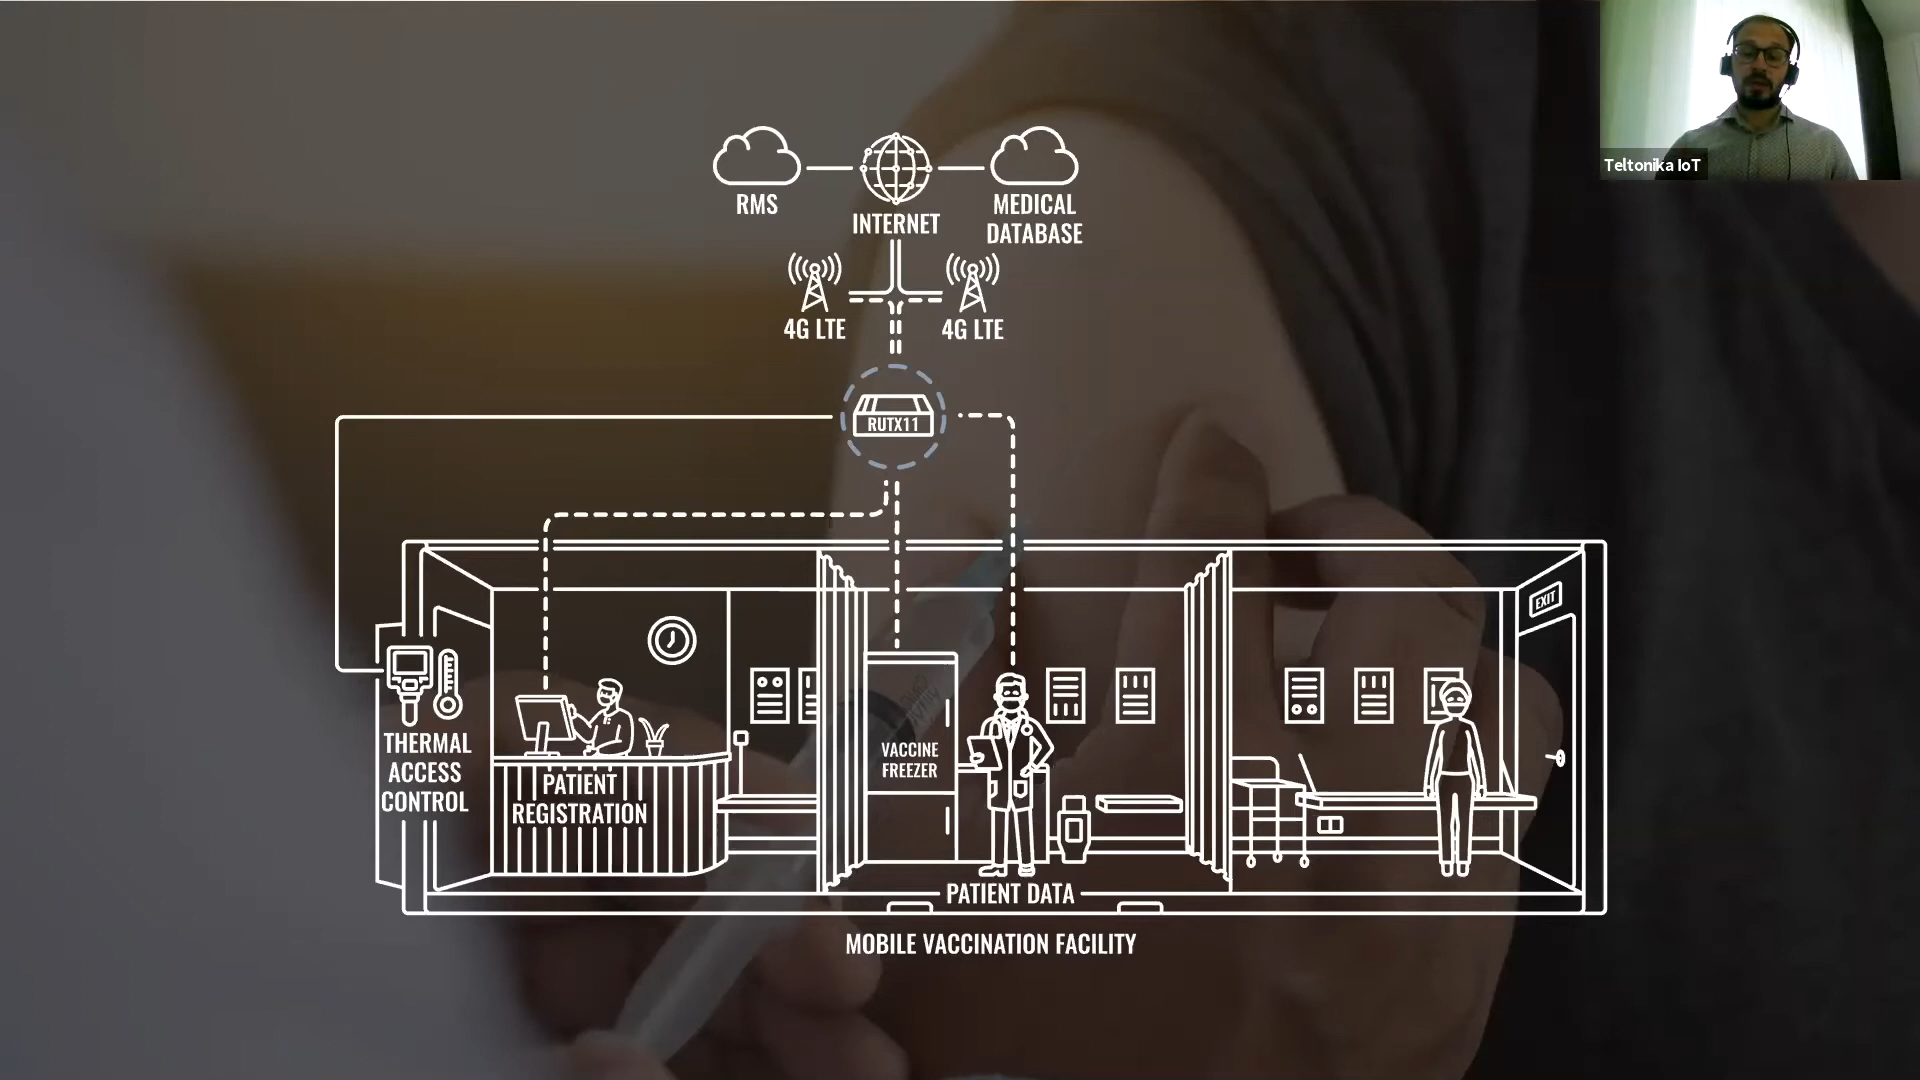 Teltonika IoT
RMS
INTERNET
MEDICAL
DATABASE
4G LTE
4G LTE
RUTX11
EXIT
THERMAL
ACCESS
CONTROL
PATIENT
REGISTRATION
VACCINE
FREEZER
PATIENT DATA
MOBILE VACCINATION FACILITY